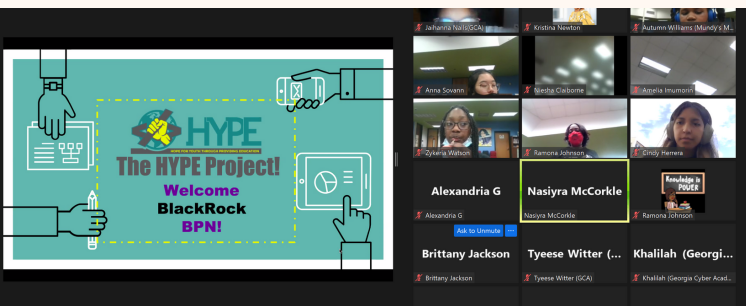 HYPE
HOPE FOR YOUTH THROUGH PROVIDING EDUCATION
The HYPE Project!
Welcome
BlackRock
BPN!
Jaihanna Nails(GCA)
Kristina Newton
Autumn Williams (Mundy's M...
Anna Sovann
Niesha Claiborne
Amelia Imumorin
Zykeria Watson
Ramona Johnson
Cindy Herrera
Alexandria G
Nasiyra McCorkle
Knowledge is
POWER
Alexandria G
Nasiyra McCorkle
Ramona Johnson
Ask to Unmute ...
Brittany Jackson
Tyeese Witter (...
Khalilah (Georgi...
Brittany Jackson
Tyeese Witter (GCA)
Khalilah (Georgia Cyber Acad...